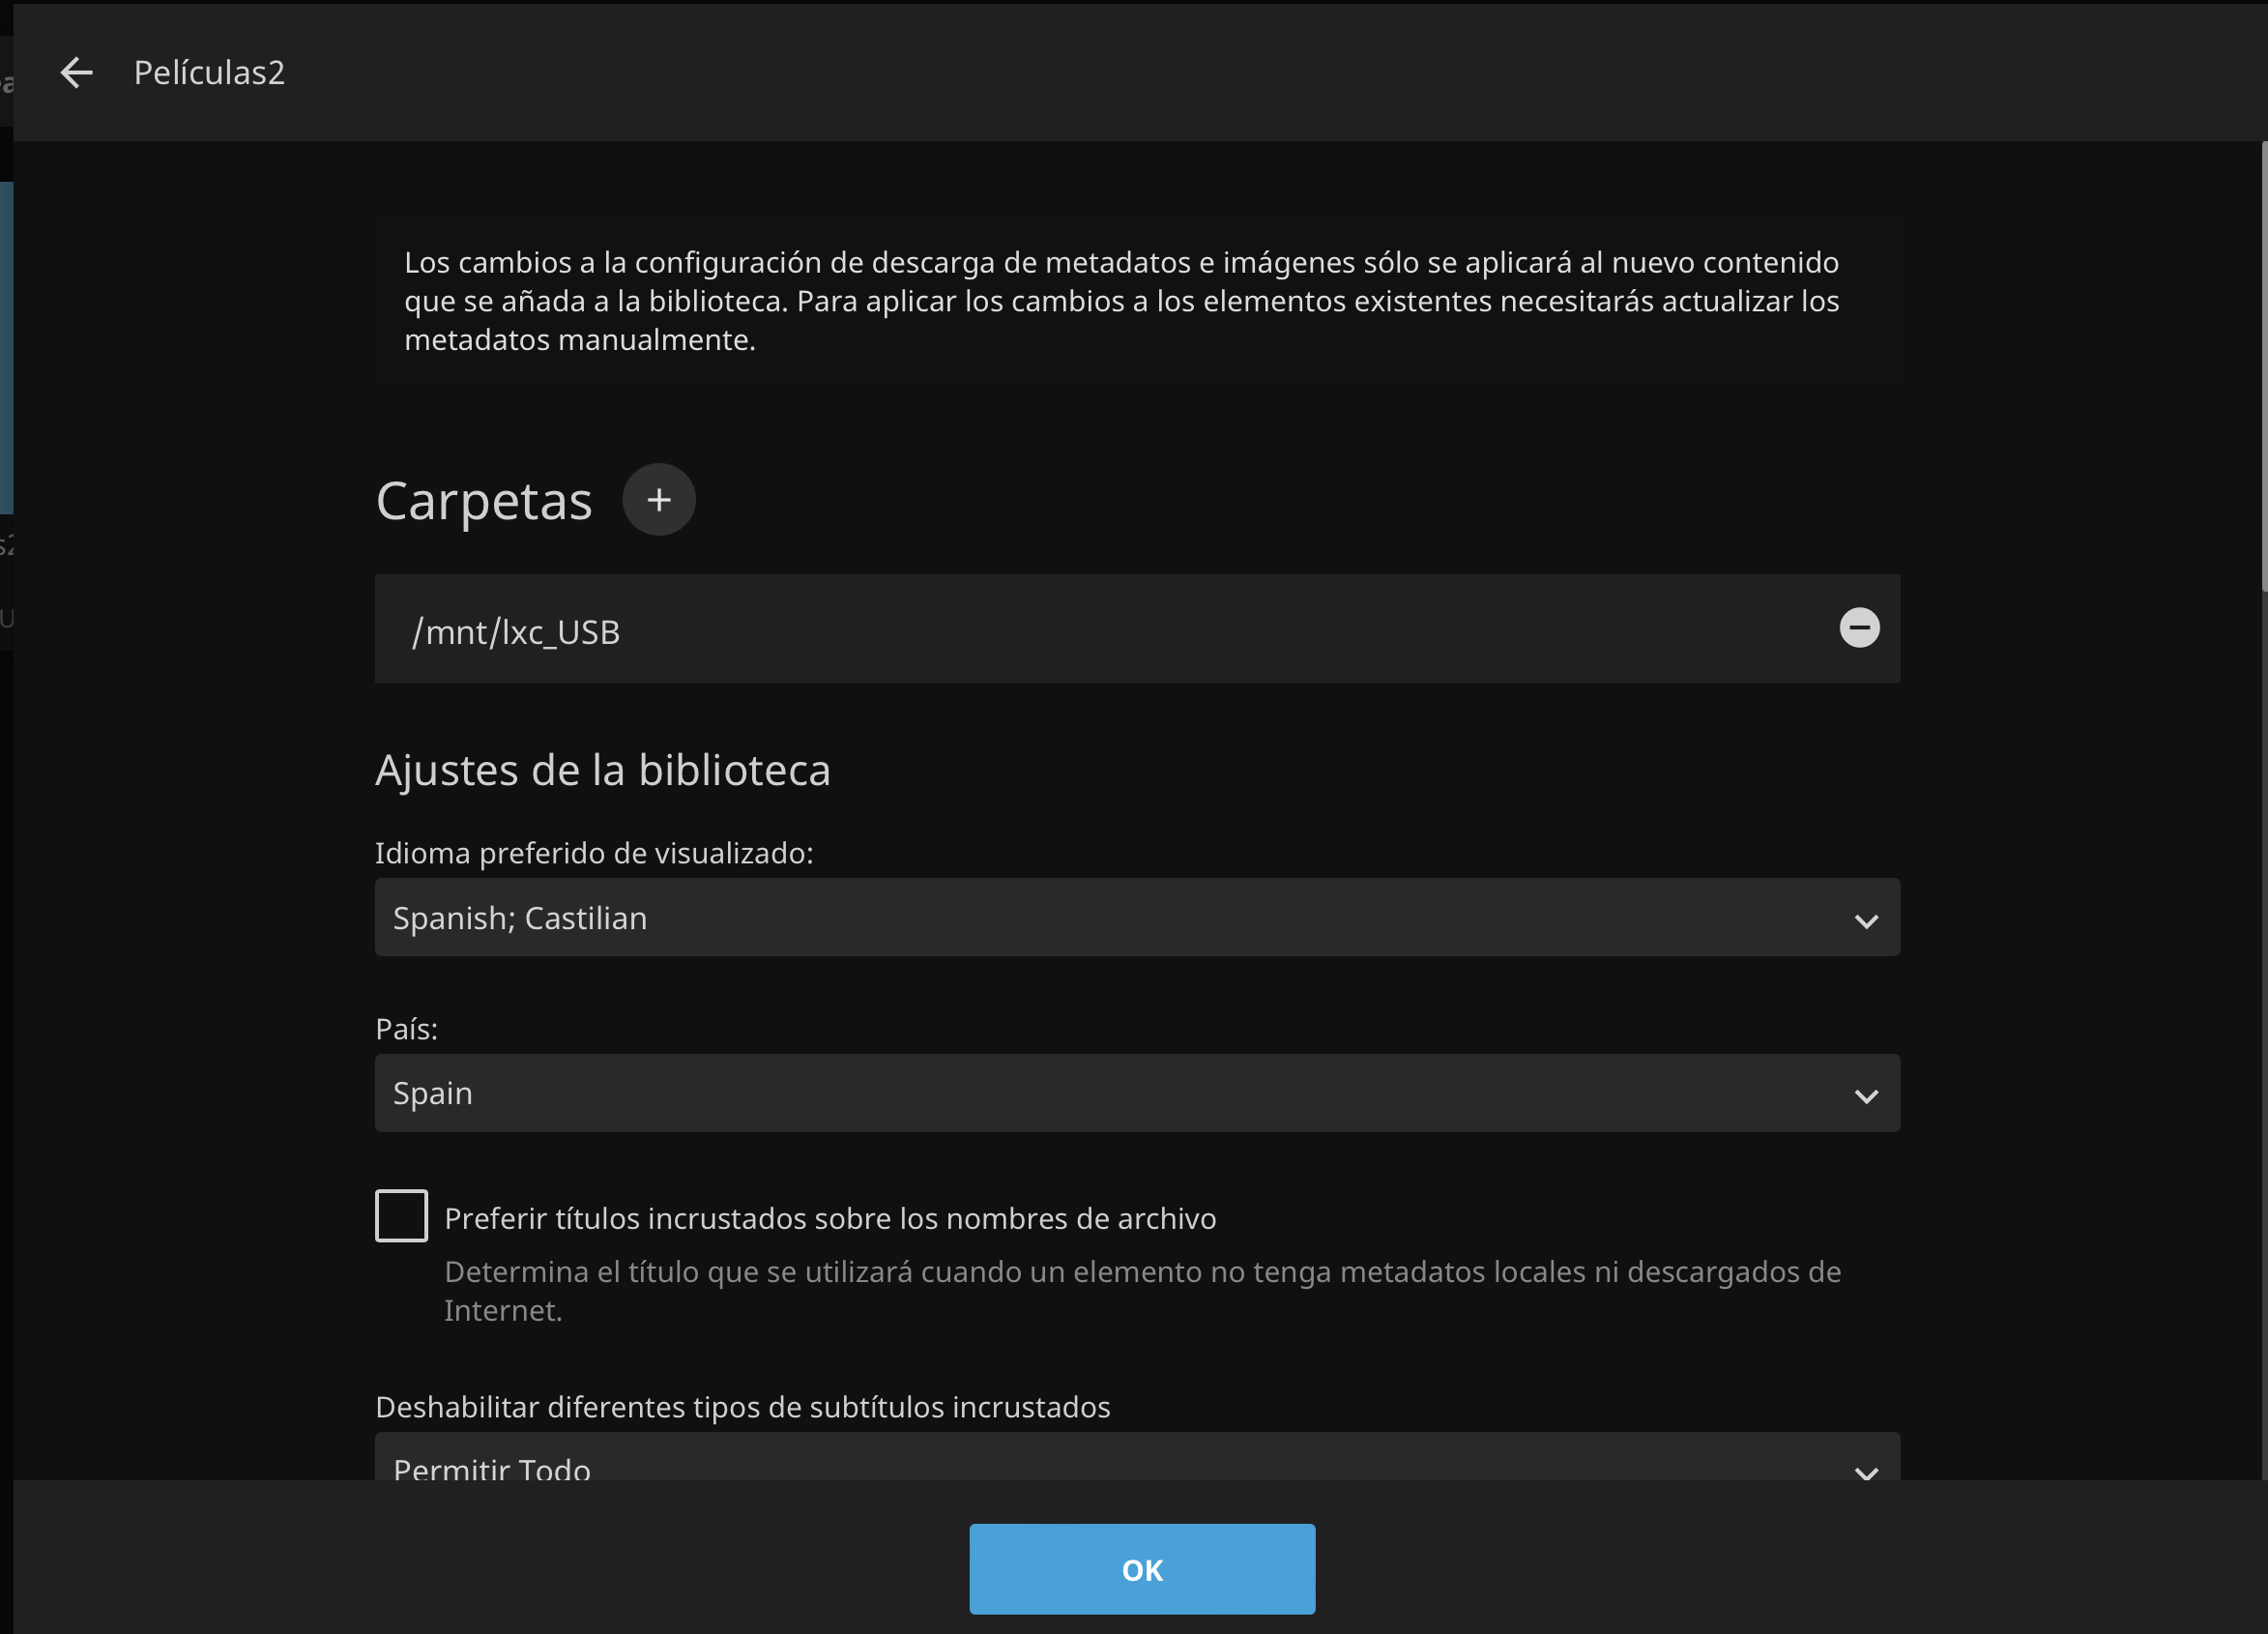 Películas2
Los cambios a la configuración de descarga de metadatos e imágenes sólo se aplicará al nuevo contenido
que se añada a la biblioteca. Para aplicar los cambios a los elementos existentes necesitarás actualizar los
metadatos manualmente.
Carpetas
/mnt/lxc_USB
Ajustes de la biblioteca
Idioma preferido de visualizado:
Spanish; Castilian
País:
Spain
Preferir títulos incrustados sobre los nombres de archivo
Determina el título que se utilizará cuando un elemento no tenga metadatos locales ni descargados de
Internet.
Deshabilitar diferentes tipos de subtítulos incrustados
Permitir Todo
OK